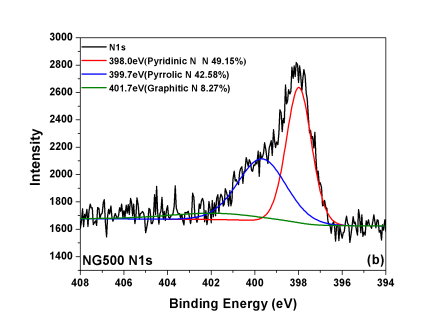 3000
2800
2600
2400
2200
2000
1800
1600
1400
Intensity
N1s
398.0eV(Pyridinic N N 49.15%)
399.7eV(Pyrrolic N 42.58%)
401.7eV(Graphitic N 8.27%)
NG500 N1s
(b)
408 406 404 402 400 398 396 394
Binding Energy (eV)